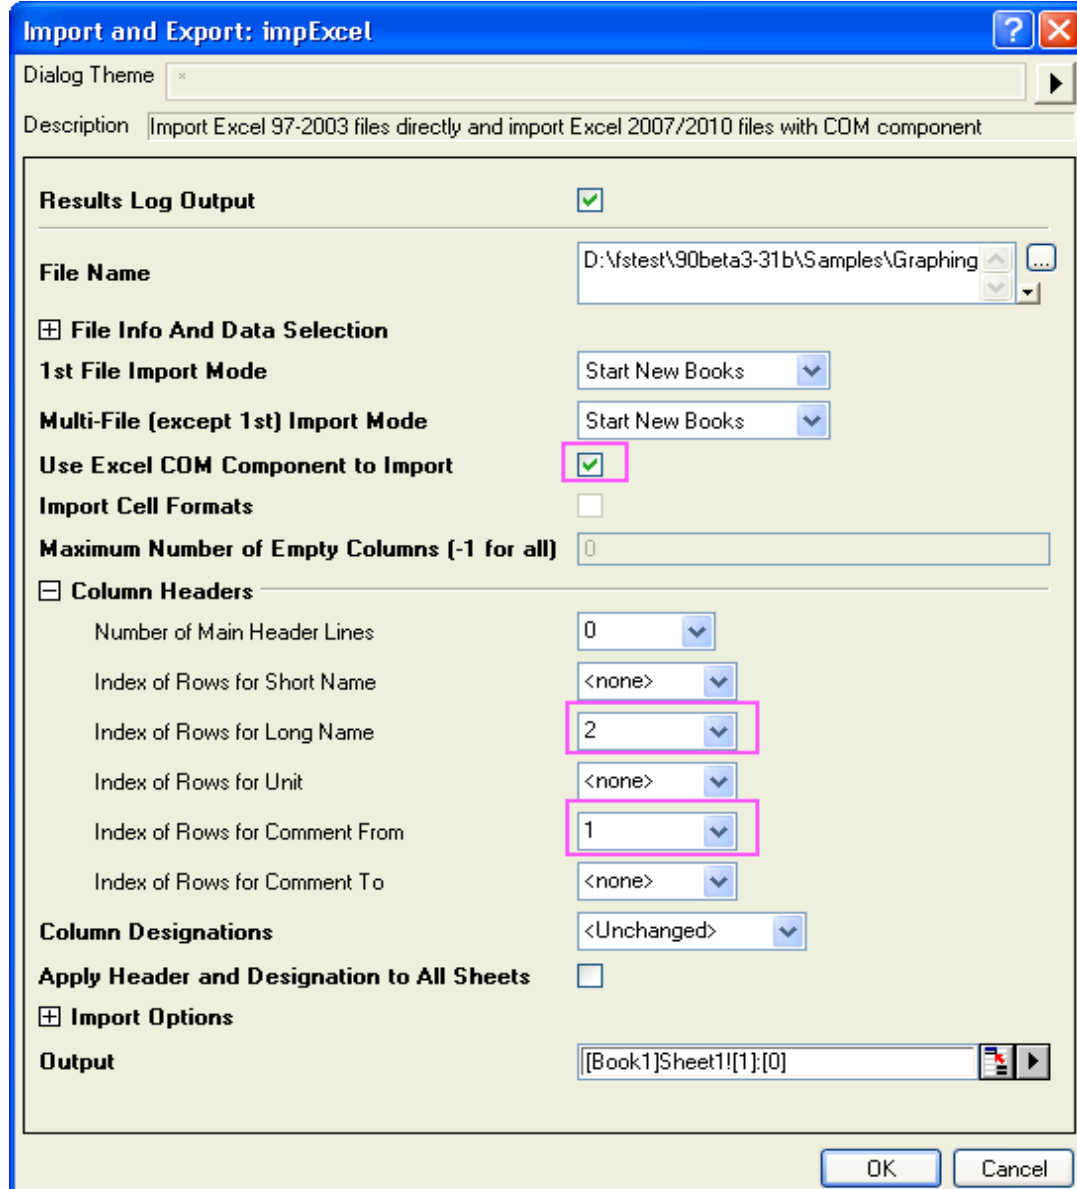 Import and Export: impExcel
Dialog Theme *
Description Import Excel 97-2003 files directly and import Excel 2007/2010 files with COM component
Results Log Output
File Name D:\fstest\90beta3-31b\Samples\Graphing ...
File Info And Data Selection
1st File Import Mode Start New Books
Multi-File (except 1st) Import Mode Start New Books
Use Excel COM Component to Import
Import Cell Formats
Maximum Number of Empty Columns (-1 for all) 0
Column Headers
Number of Main Header Lines 0
Index of Rows for Short Name <none>
Index of Rows for Long Name 2
Index of Rows for Unit <none>
Index of Rows for Comment From 1
Index of Rows for Comment To <none>
Column Designations <Unchanged>
Apply Header and Designation to All Sheets
Import Options
Output [Book1]Sheet1![1]:[0]
OK Cancel